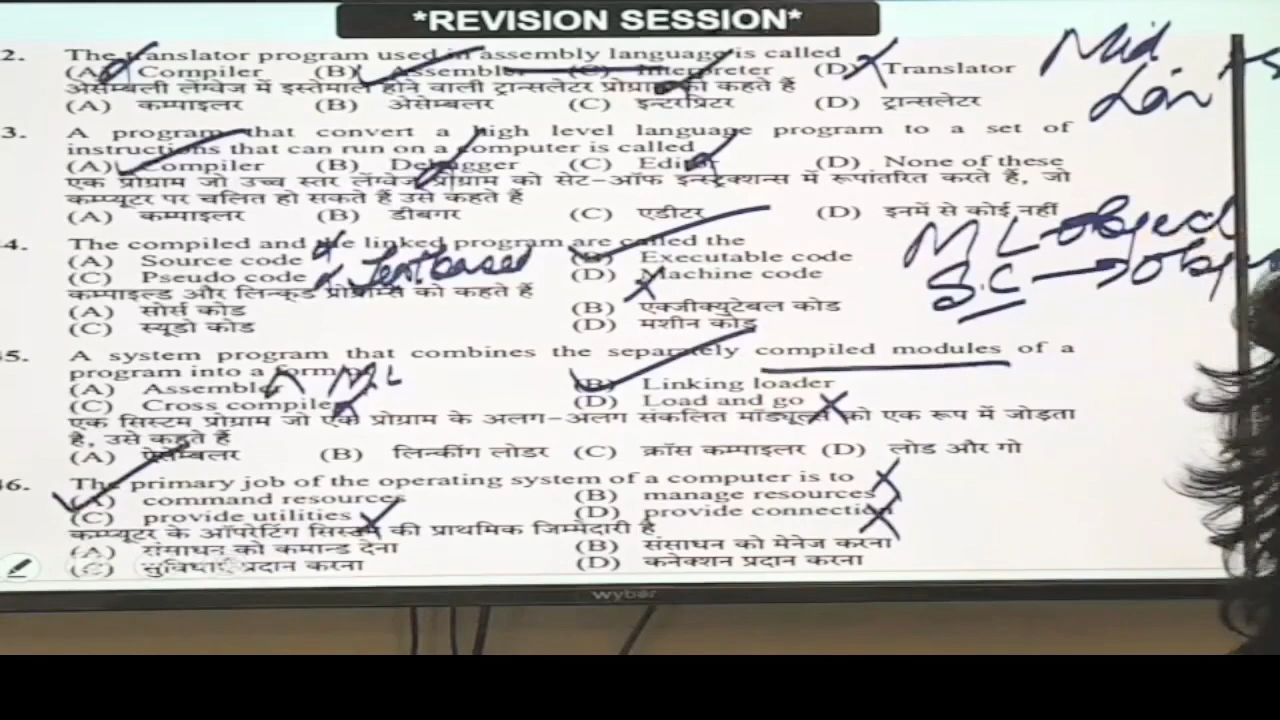 *REVISION SESSION*
2. The translator program used in assembly language is called
(A) Compiler (B) Assembler (C) Interpreter (D) Translator
असेम्बली लेंग्वेज में इस्तेमाल होने वाली ट्रान्सलेटर प्रोग्राम को कहते हैं
(A) कम्पाइलर (B) अेसेम्बलर (C) इन्टरप्रिटर (D) ट्रान्सलेटर
3. A program that convert a high level language program to a set of
instructions that can run on a computer is called
(A) Compiler (B) Debugger (C) Editor (D) None of these
एक प्रोग्राम जो उच्च स्तर लेंग्वेज प्रोग्राम को सेट-ऑफ इन्स्ट्रक्शन्स में रूपांतरित करते हैं, जो
कम्प्यूटर पर चलित हो सकते हैं उसे कहते हैं
(A) कम्पाइलर (B) डीबगर (C) एडीटर (D) इनमें से कोई नहीं
4. The compiled and the linked program are called the
(A) Source code (B) Executable code
(C) Pseudo code Text based (D) Machine code
कम्पाइल्ड और लिन्कड प्रोग्राम्स को कहते हैं
(A) सोर्स कोड (B) एक्जीक्युटेबल कोड
(C) स्यूडो कोड (D) मशीन कोड
M L object
S.C
5. A system program that combines the separately compiled modules of a
program into a form
(A) Assembler M L (B) Linking loader
(C) Cross compiler (D) Load and go
एक सिस्टम प्रोग्राम जो एक प्रोग्राम के अलग-अलग संकलित मॉड्यूल्स को एक रूप में जोड़ता
है, उसे कहते हैं
(A) ऐसेम्बलर (B) लिन्कींग लोडर (C) क्रॉस कम्पाइलर (D) लोड और गो
6. The primary job of the operating system of a computer is to
(A) command resources (B) manage resources
(C) provide utilities (D) provide connection
कम्प्यूटर के ऑपरेटिंग सिस्टम की प्राथमिक जिम्मेदारी है
(A) संसाधन को कमान्ड देना (B) संसाधन को मेनेज करना
(C) सुविधाएं प्रदान करना (D) कनेक्शन प्रदान करना
wybor